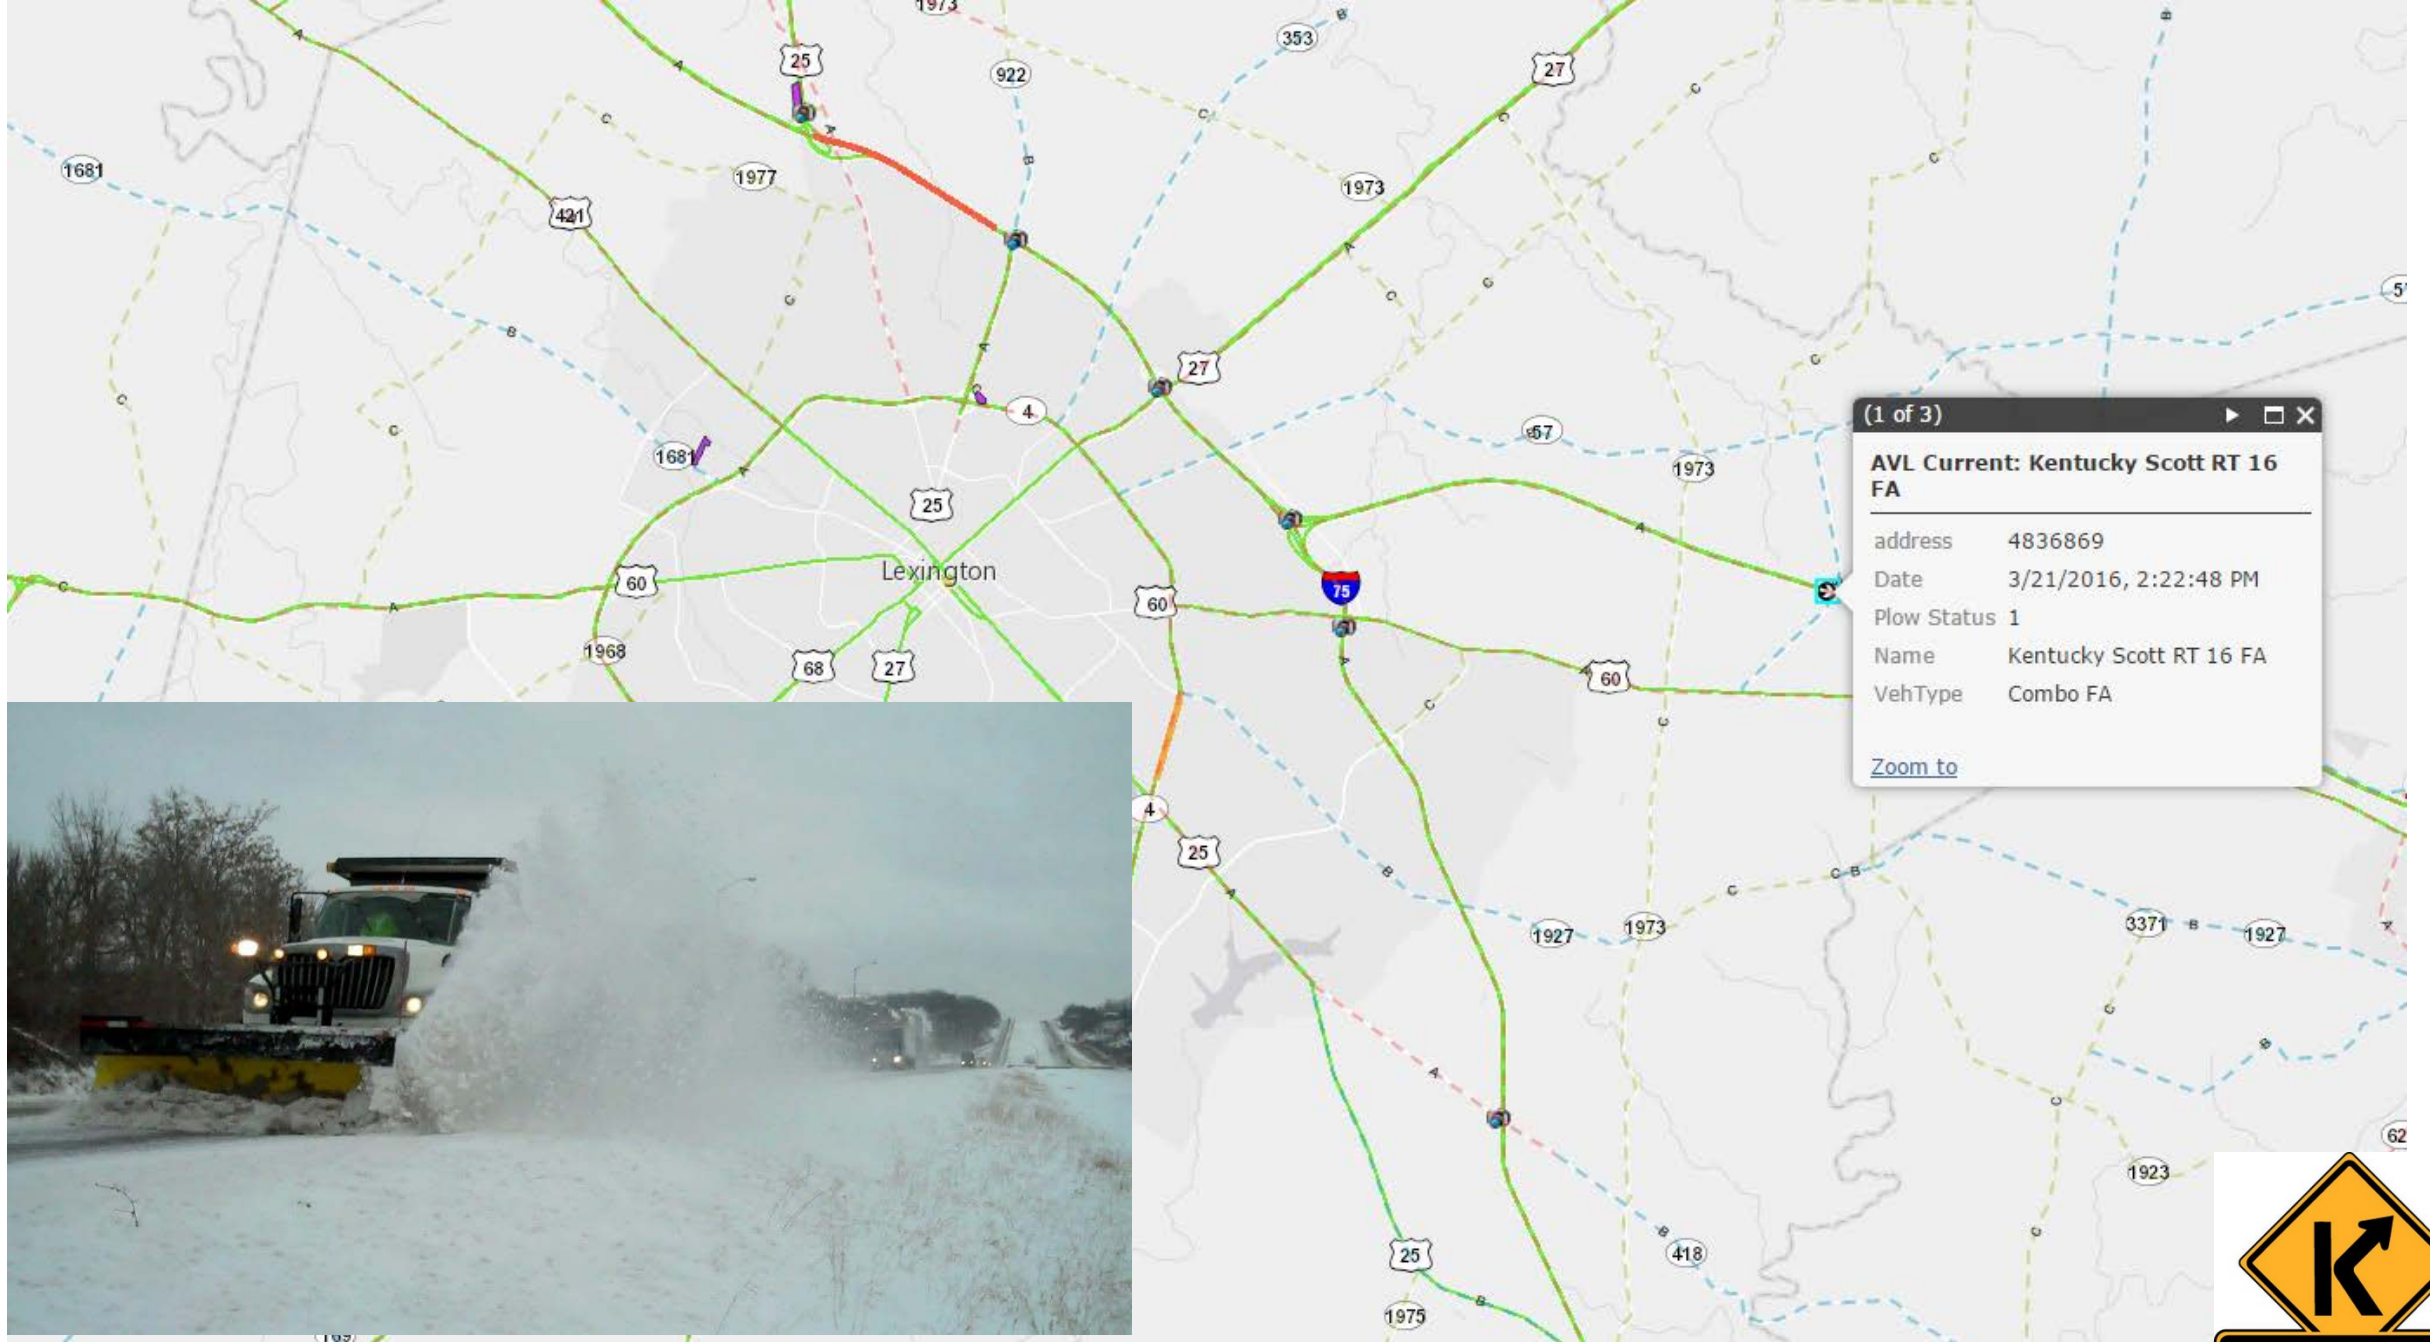 1973
353
25
922
27
A
A
B
B
C
C
C
1681
1977
1973
421
A
B
C
A
C
C
C
57
27
4
1681
1973
25
A
Lexington
75
60
60
60
1968
68
27
(1 of 3)
AVL Current: Kentucky Scott RT 16
FA
address 4836869
Date 3/21/2016, 2:22:48 PM
Plow Status 1
Name Kentucky Scott RT 16 FA
VehType Combo FA
Zoom to
4
25
A
B
C
C B
1927
1973
3371
B
1927
A
C
B
A
C
1923
62
25
B
418
C
B
1975
169
K